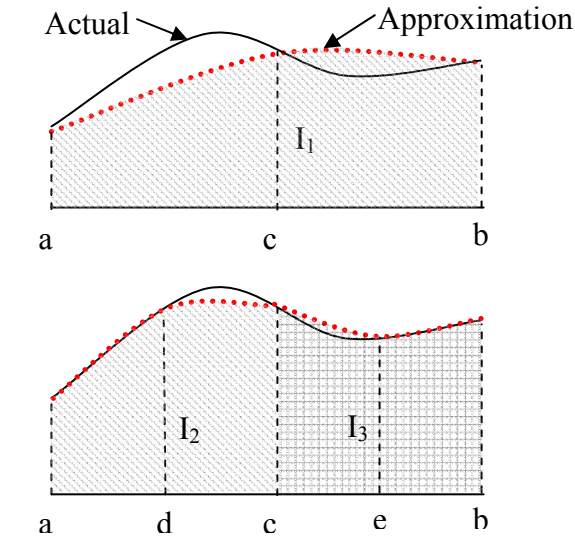 Actual Approximation
I₁
a c b
I₂ I₃
a d c e b